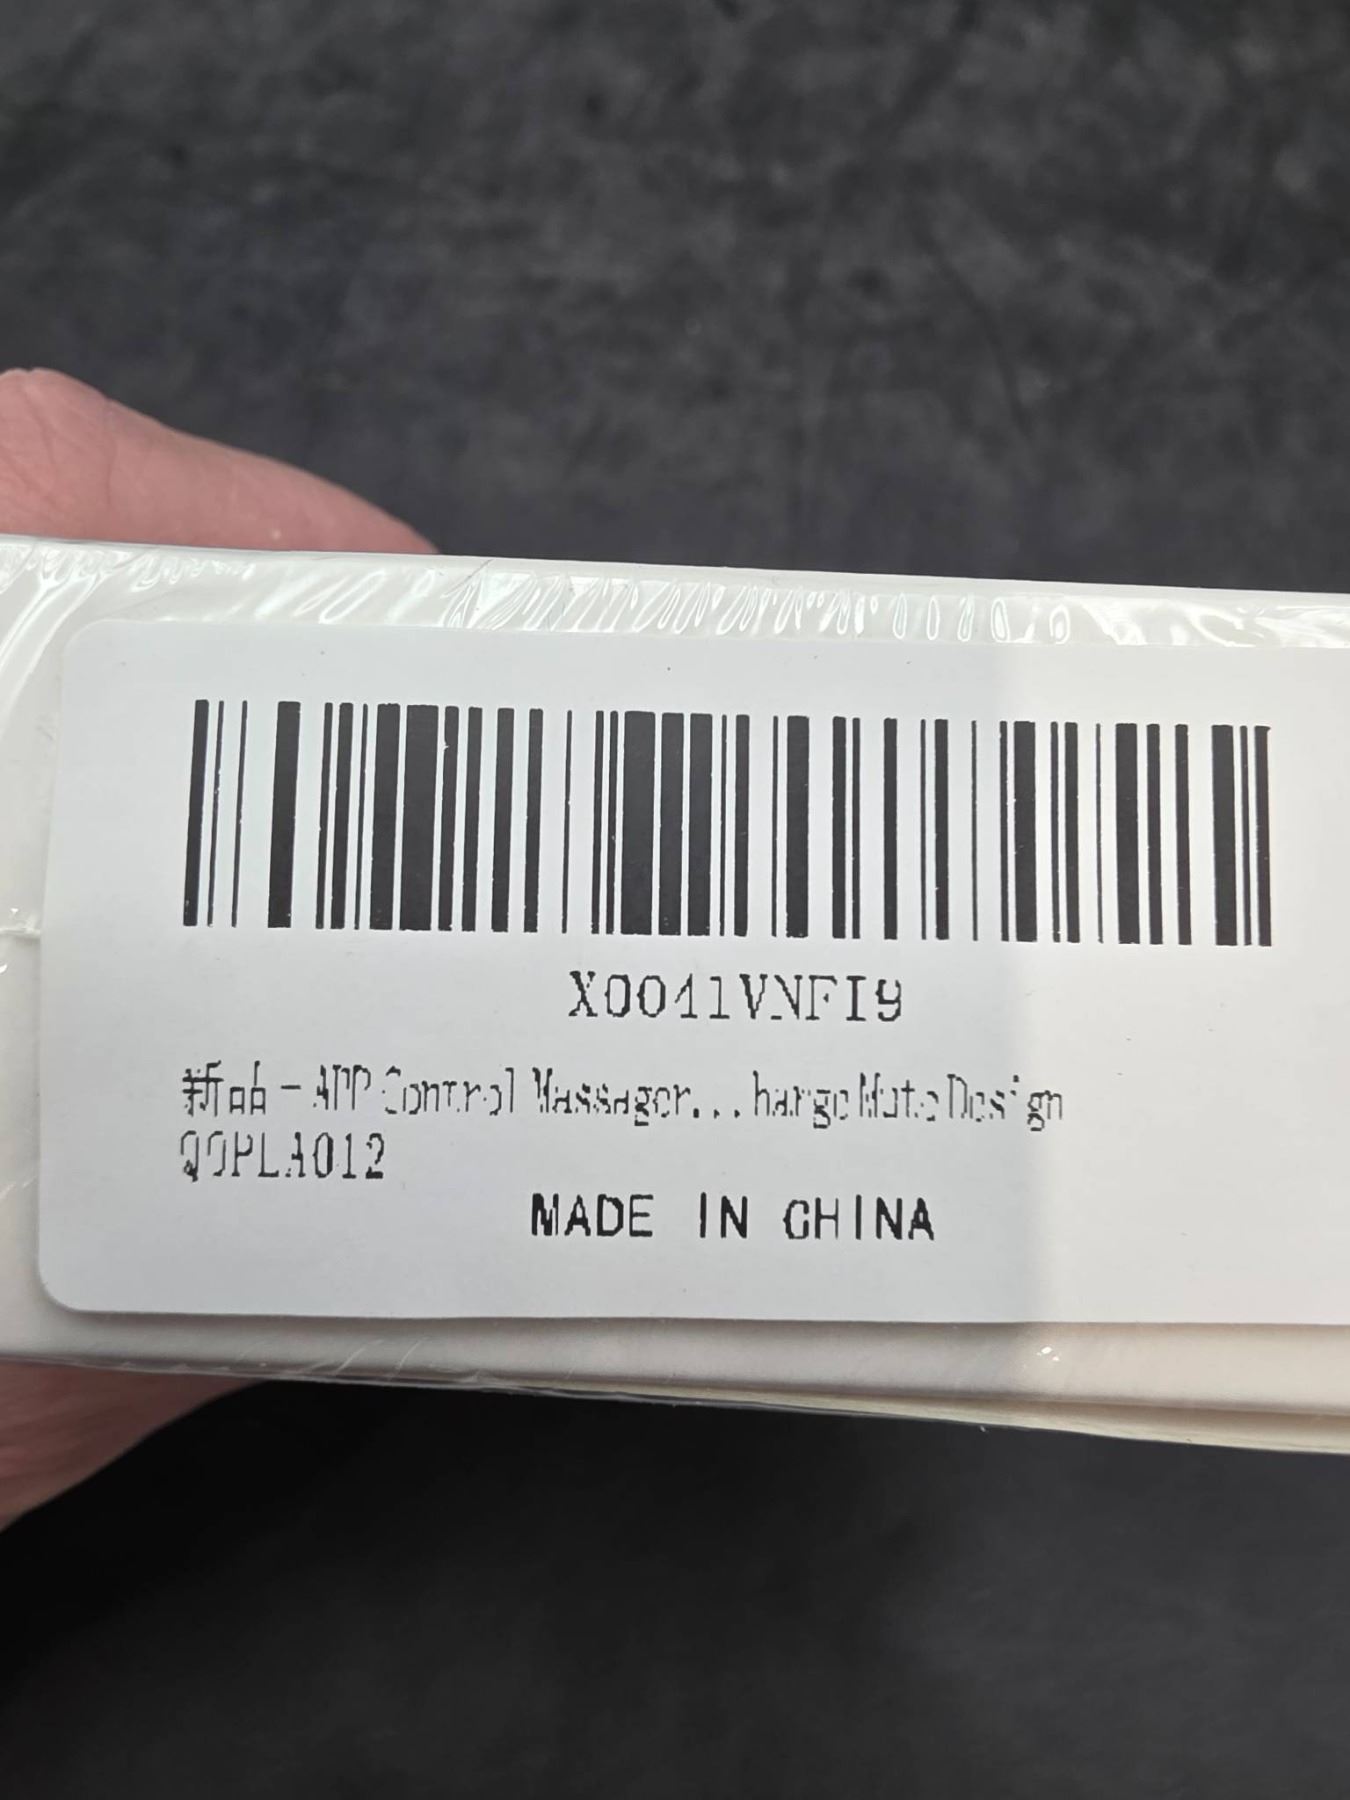 X0041VNFI9
新品 - APP Control Massager...harge Mute Design
QOPLA012
MADE IN CHINA